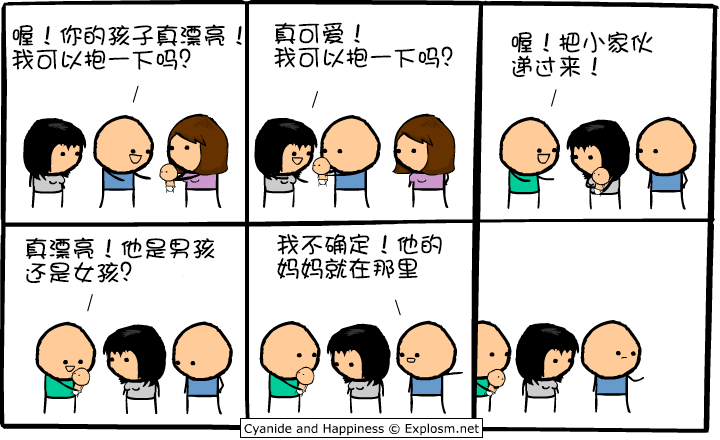 喔！你的孩子真漂亮！
我可以抱一下吗？
真可爱！
我可以抱一下吗？
喔！把小家伙
递过来！
真漂亮！他是男孩
还是女孩？
我不确定！他的
妈妈就在那里
Cyanide and Happiness © Explosm.net